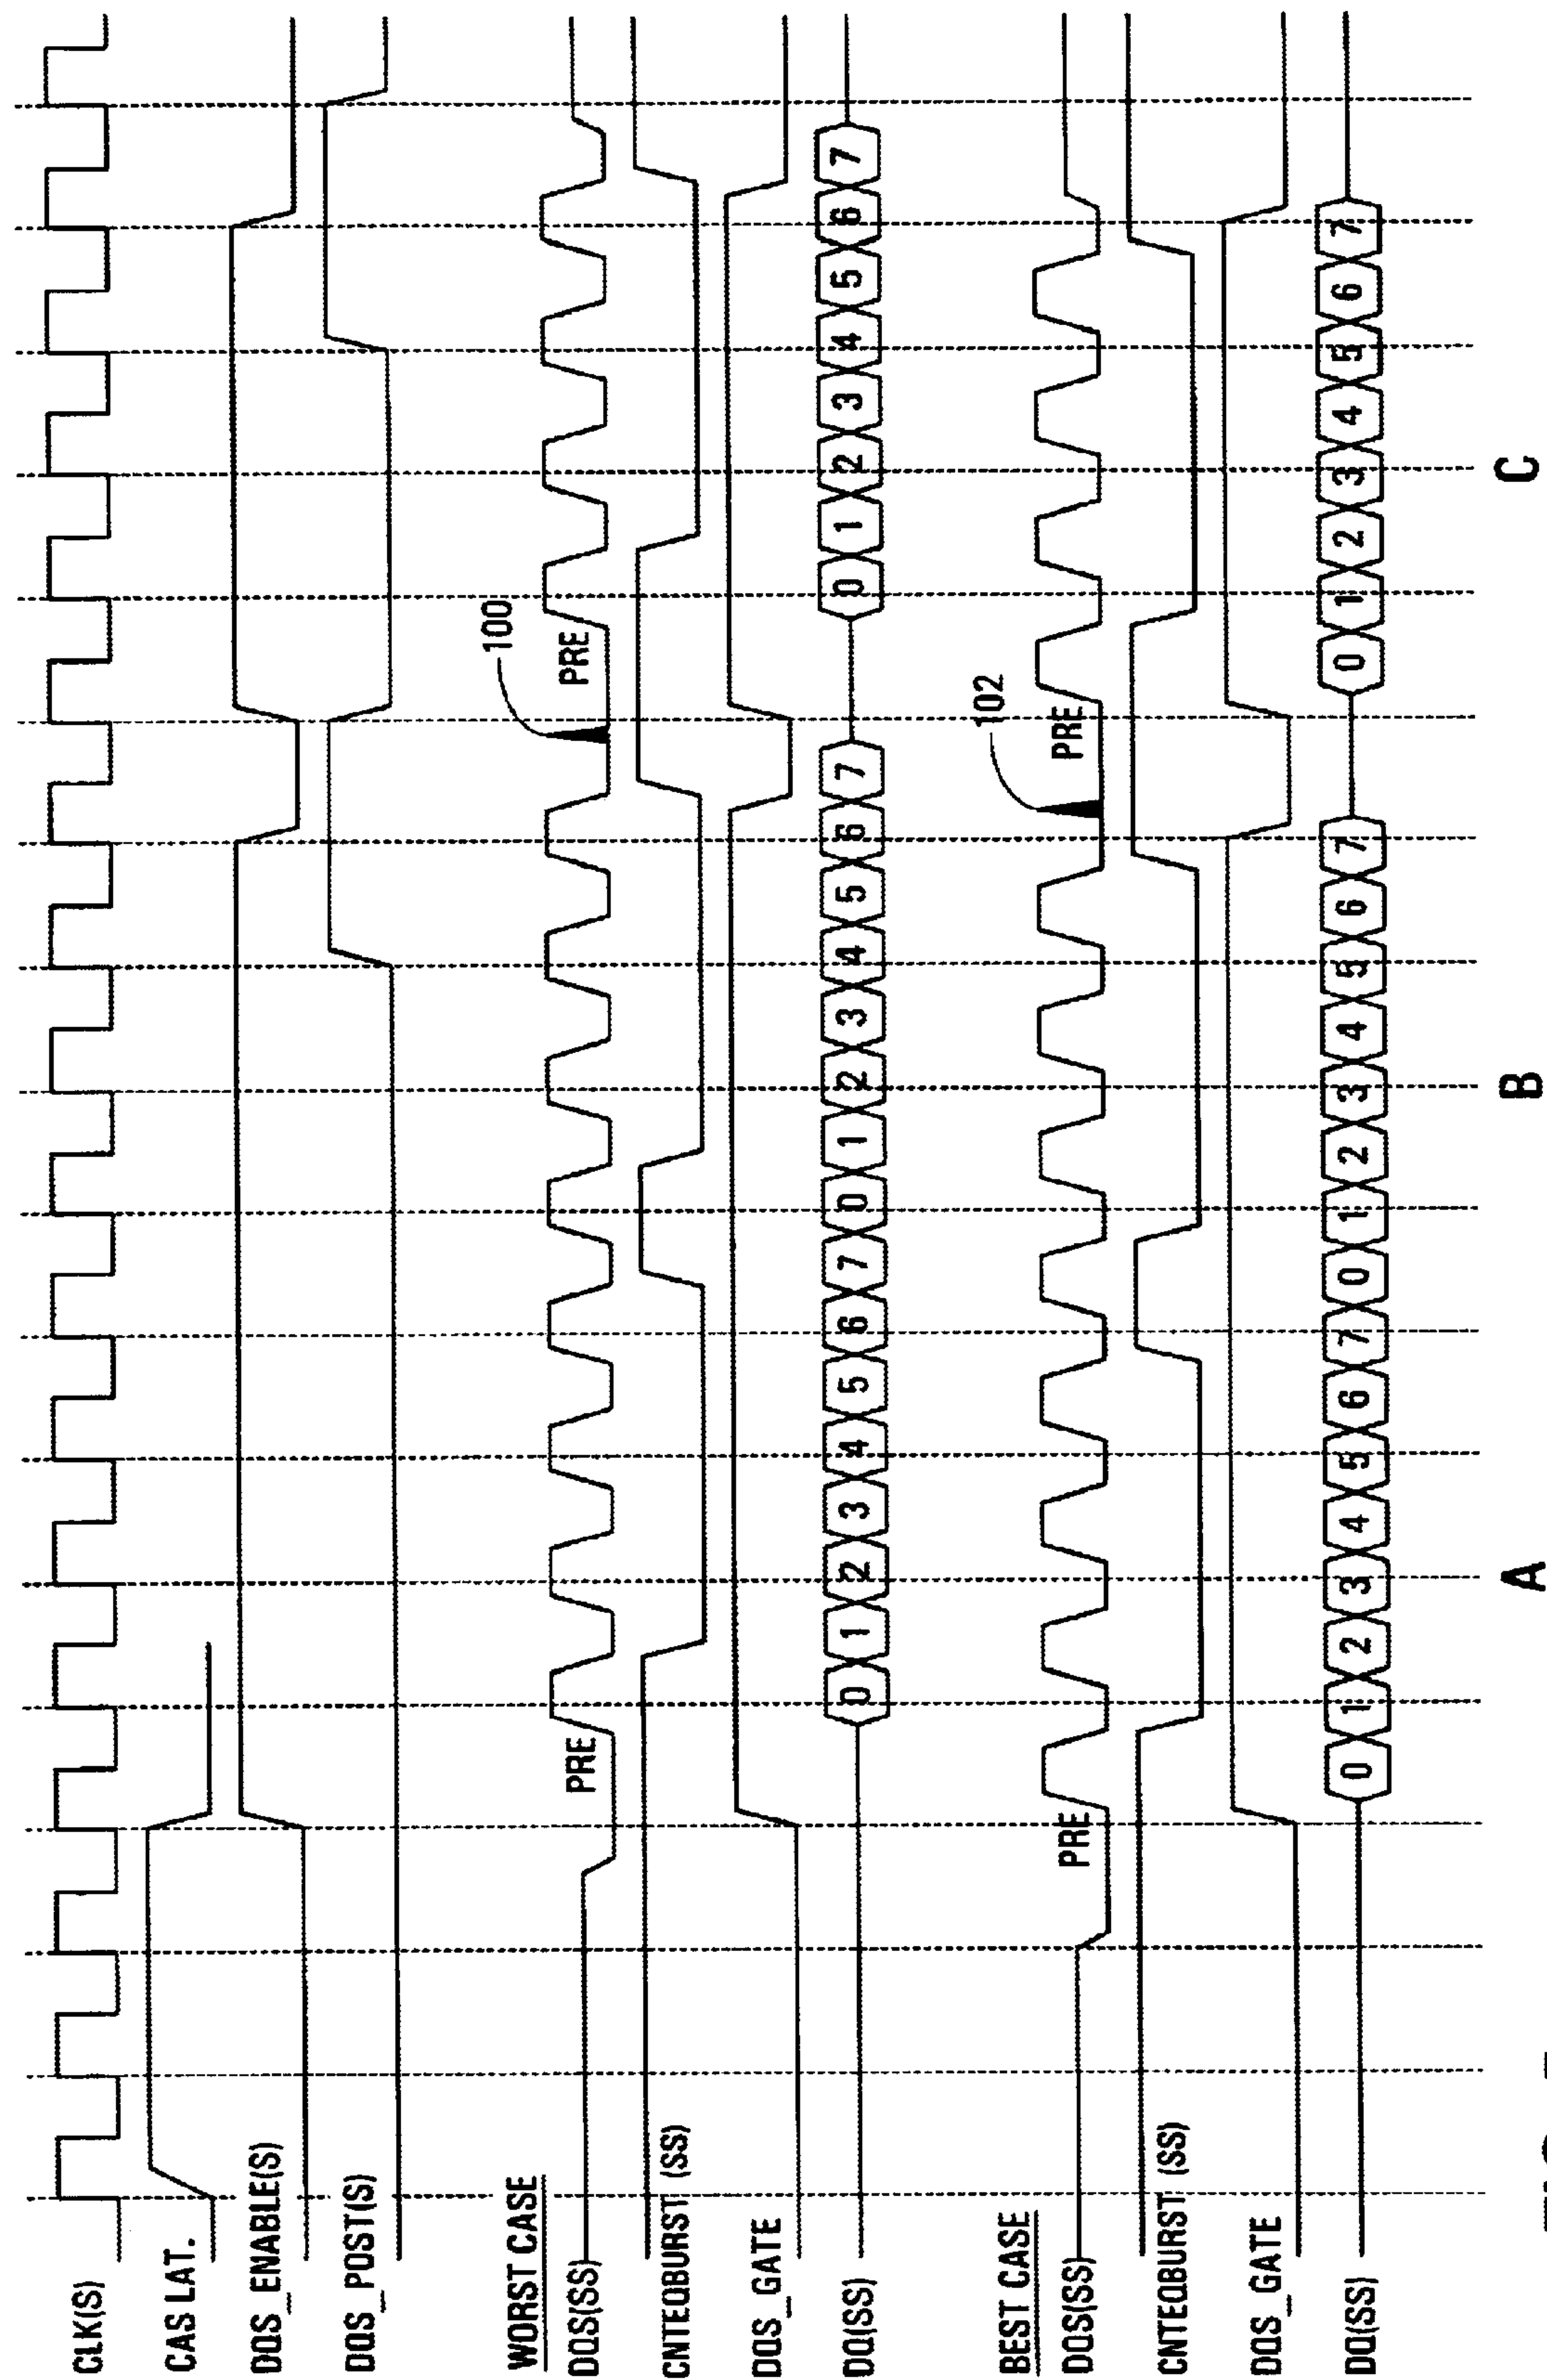 CLK(S)
CAS LAT.
DQS_ENABLE(S)
DQS_POST(S)
WORST CASE
100
DQS(SS) PRE PRE
CNTEQBURST (SS)
DQS_GATE
DQ(SS) 0 1 2 3 4 5 6 7 0 1 2 3 4 5 6 7 0 1 2 3 4 5 6 7
BEST CASE
102
DQS(SS) PRE PRE
CNTEQBURST (SS)
DQS_GATE
DQ(SS) 0 1 2 3 4 5 6 7 0 1 2 3 4 5 6 7 0 1 2 3 4 5 6 7
A B C